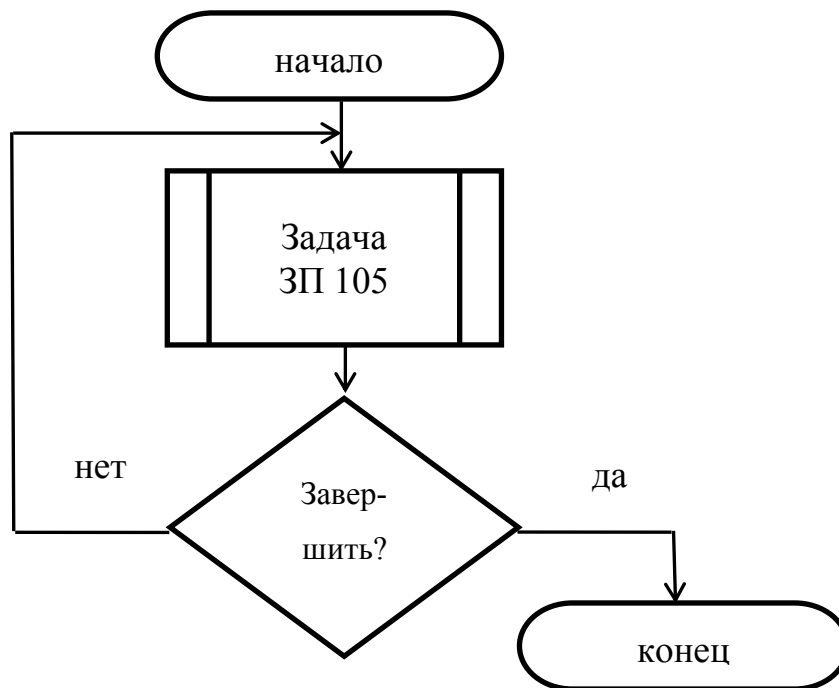 начало
Задача
ЗП 105
Завер-
шить?
нет
да
конец